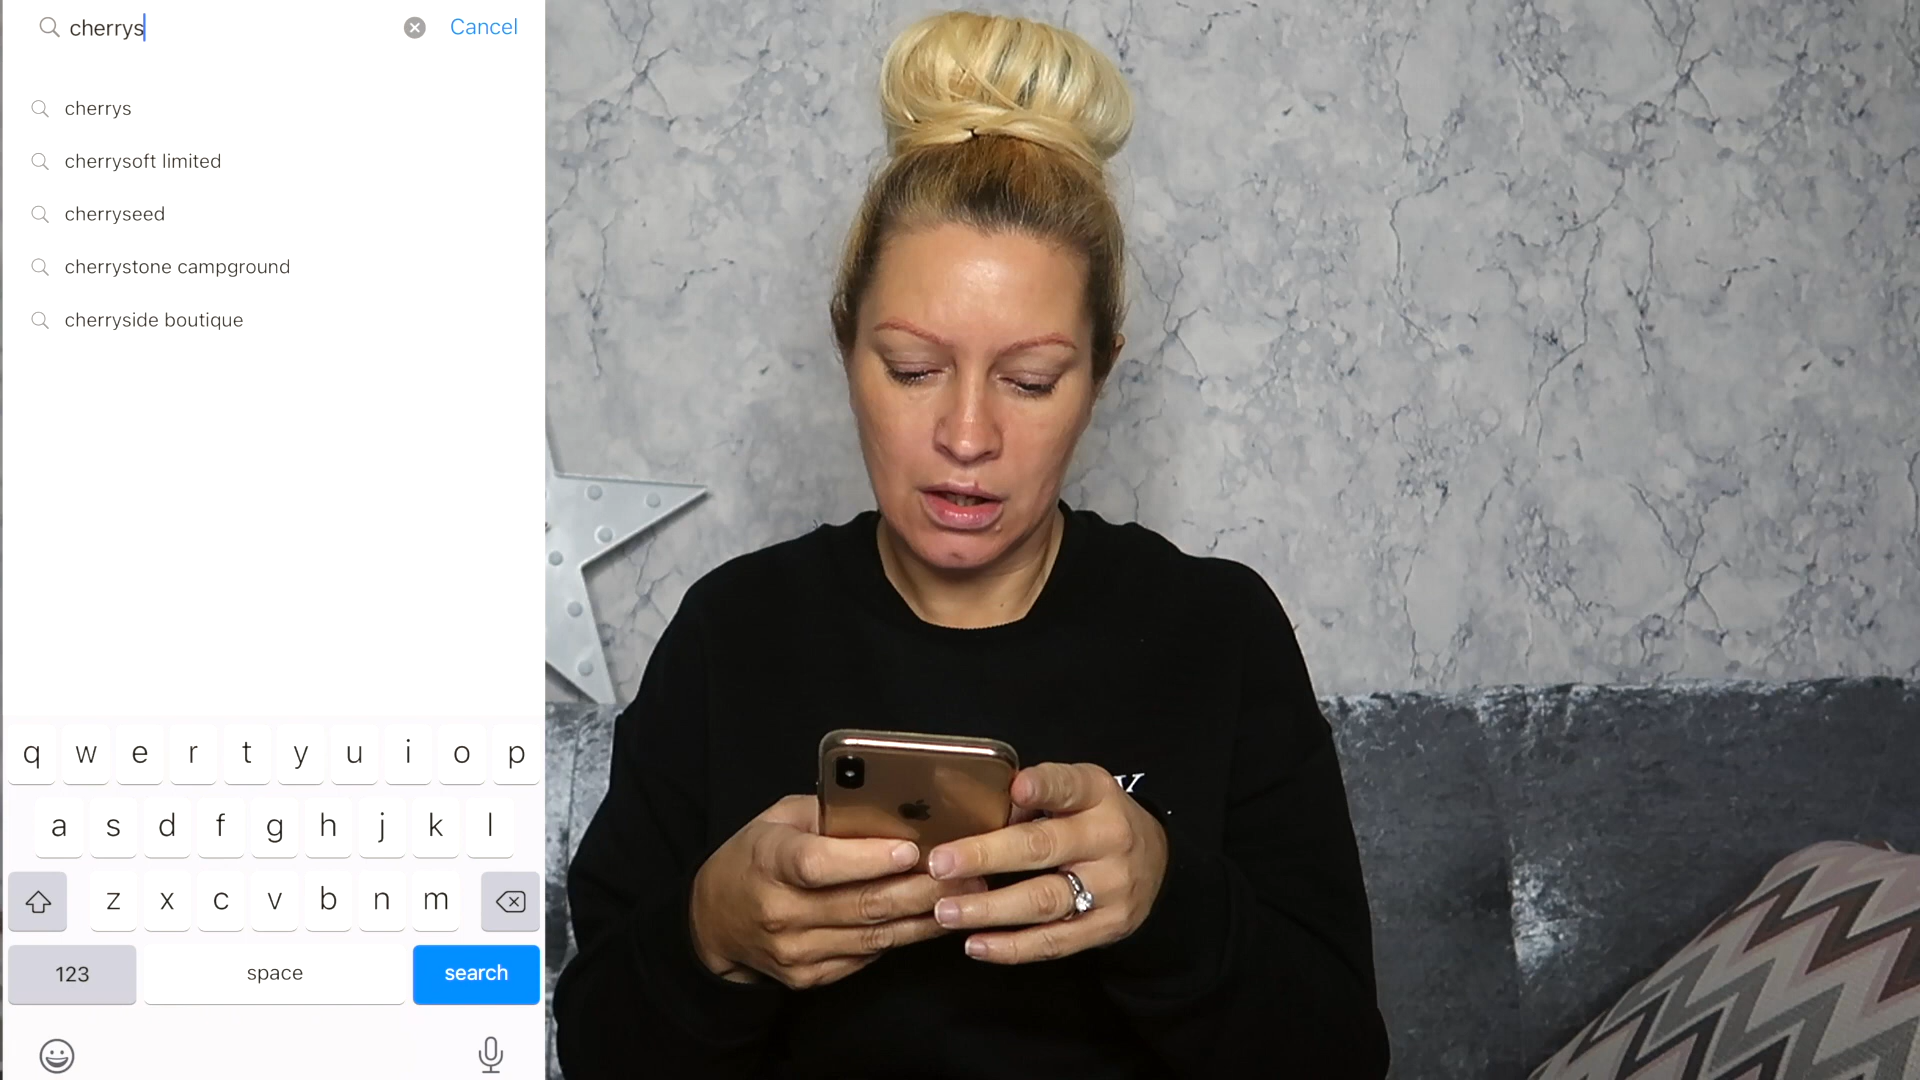 cherrys Cancel
cherrys
cherrysoft limited
cherryseed
cherrystone campground
cherryside boutique
q w e r t y u i o p
a s d f g h j k l
z x c v b n m
123 space search